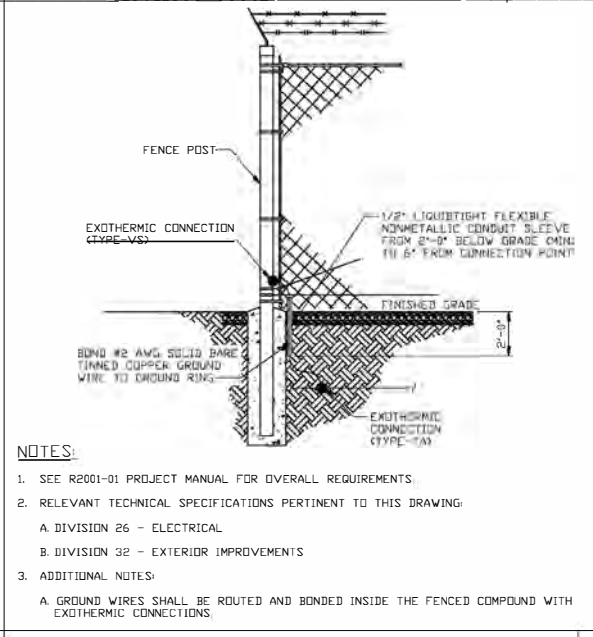 FENCE POST
EXOTHERMIC CONNECTION
(TYPE-VS)
1/2" LIQUIDTIGHT FLEXIBLE
NONMETALLIC CONDUIT SLEEVE
FROM 2'-0" BELOW GRADE (MIN)
TO 6" FROM CONNECTION POINT
FINISHED GRADE
2'-0"
BOND #2 AWG SOLID BARE
TINNED COPPER GROUND
WIRE TO GROUND RING
EXOTHERMIC
CONNECTION
(TYPE-TA)
NOTES:
1. SEE R2001-01 PROJECT MANUAL FOR OVERALL REQUIREMENTS.
2. RELEVANT TECHNICAL SPECIFICATIONS PERTINENT TO THIS DRAWING:
A. DIVISION 26 - ELECTRICAL
B. DIVISION 32 - EXTERIOR IMPROVEMENTS
3. ADDITIONAL NOTES:
A. GROUND WIRES SHALL BE ROUTED AND BONDED INSIDE THE FENCED COMPOUND WITH
EXOTHERMIC CONNECTIONS.